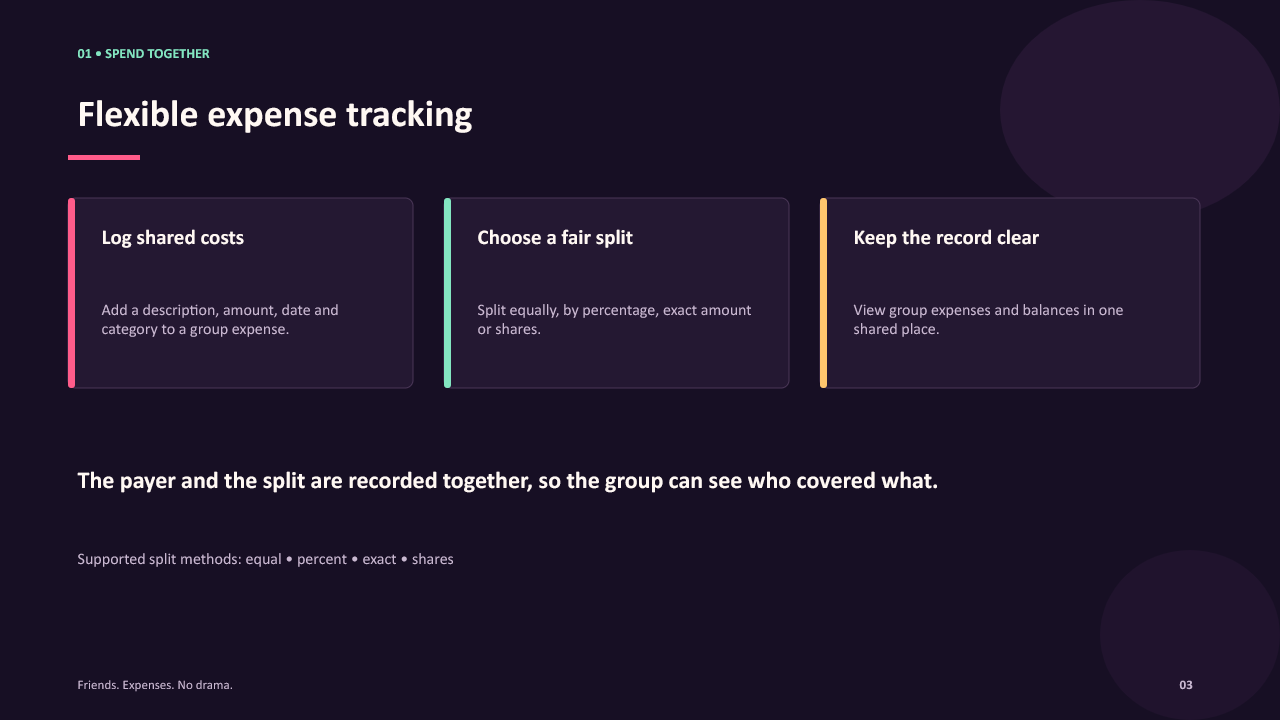 01 • SPEND TOGETHER
Flexible expense tracking
Log shared costs
Add a description, amount, date and
category to a group expense.
Choose a fair split
Split equally, by percentage, exact amount
or shares.
Keep the record clear
View group expenses and balances in one
shared place.
The payer and the split are recorded together, so the group can see who covered what.
Supported split methods: equal • percent • exact • shares
Friends. Expenses. No drama.
03